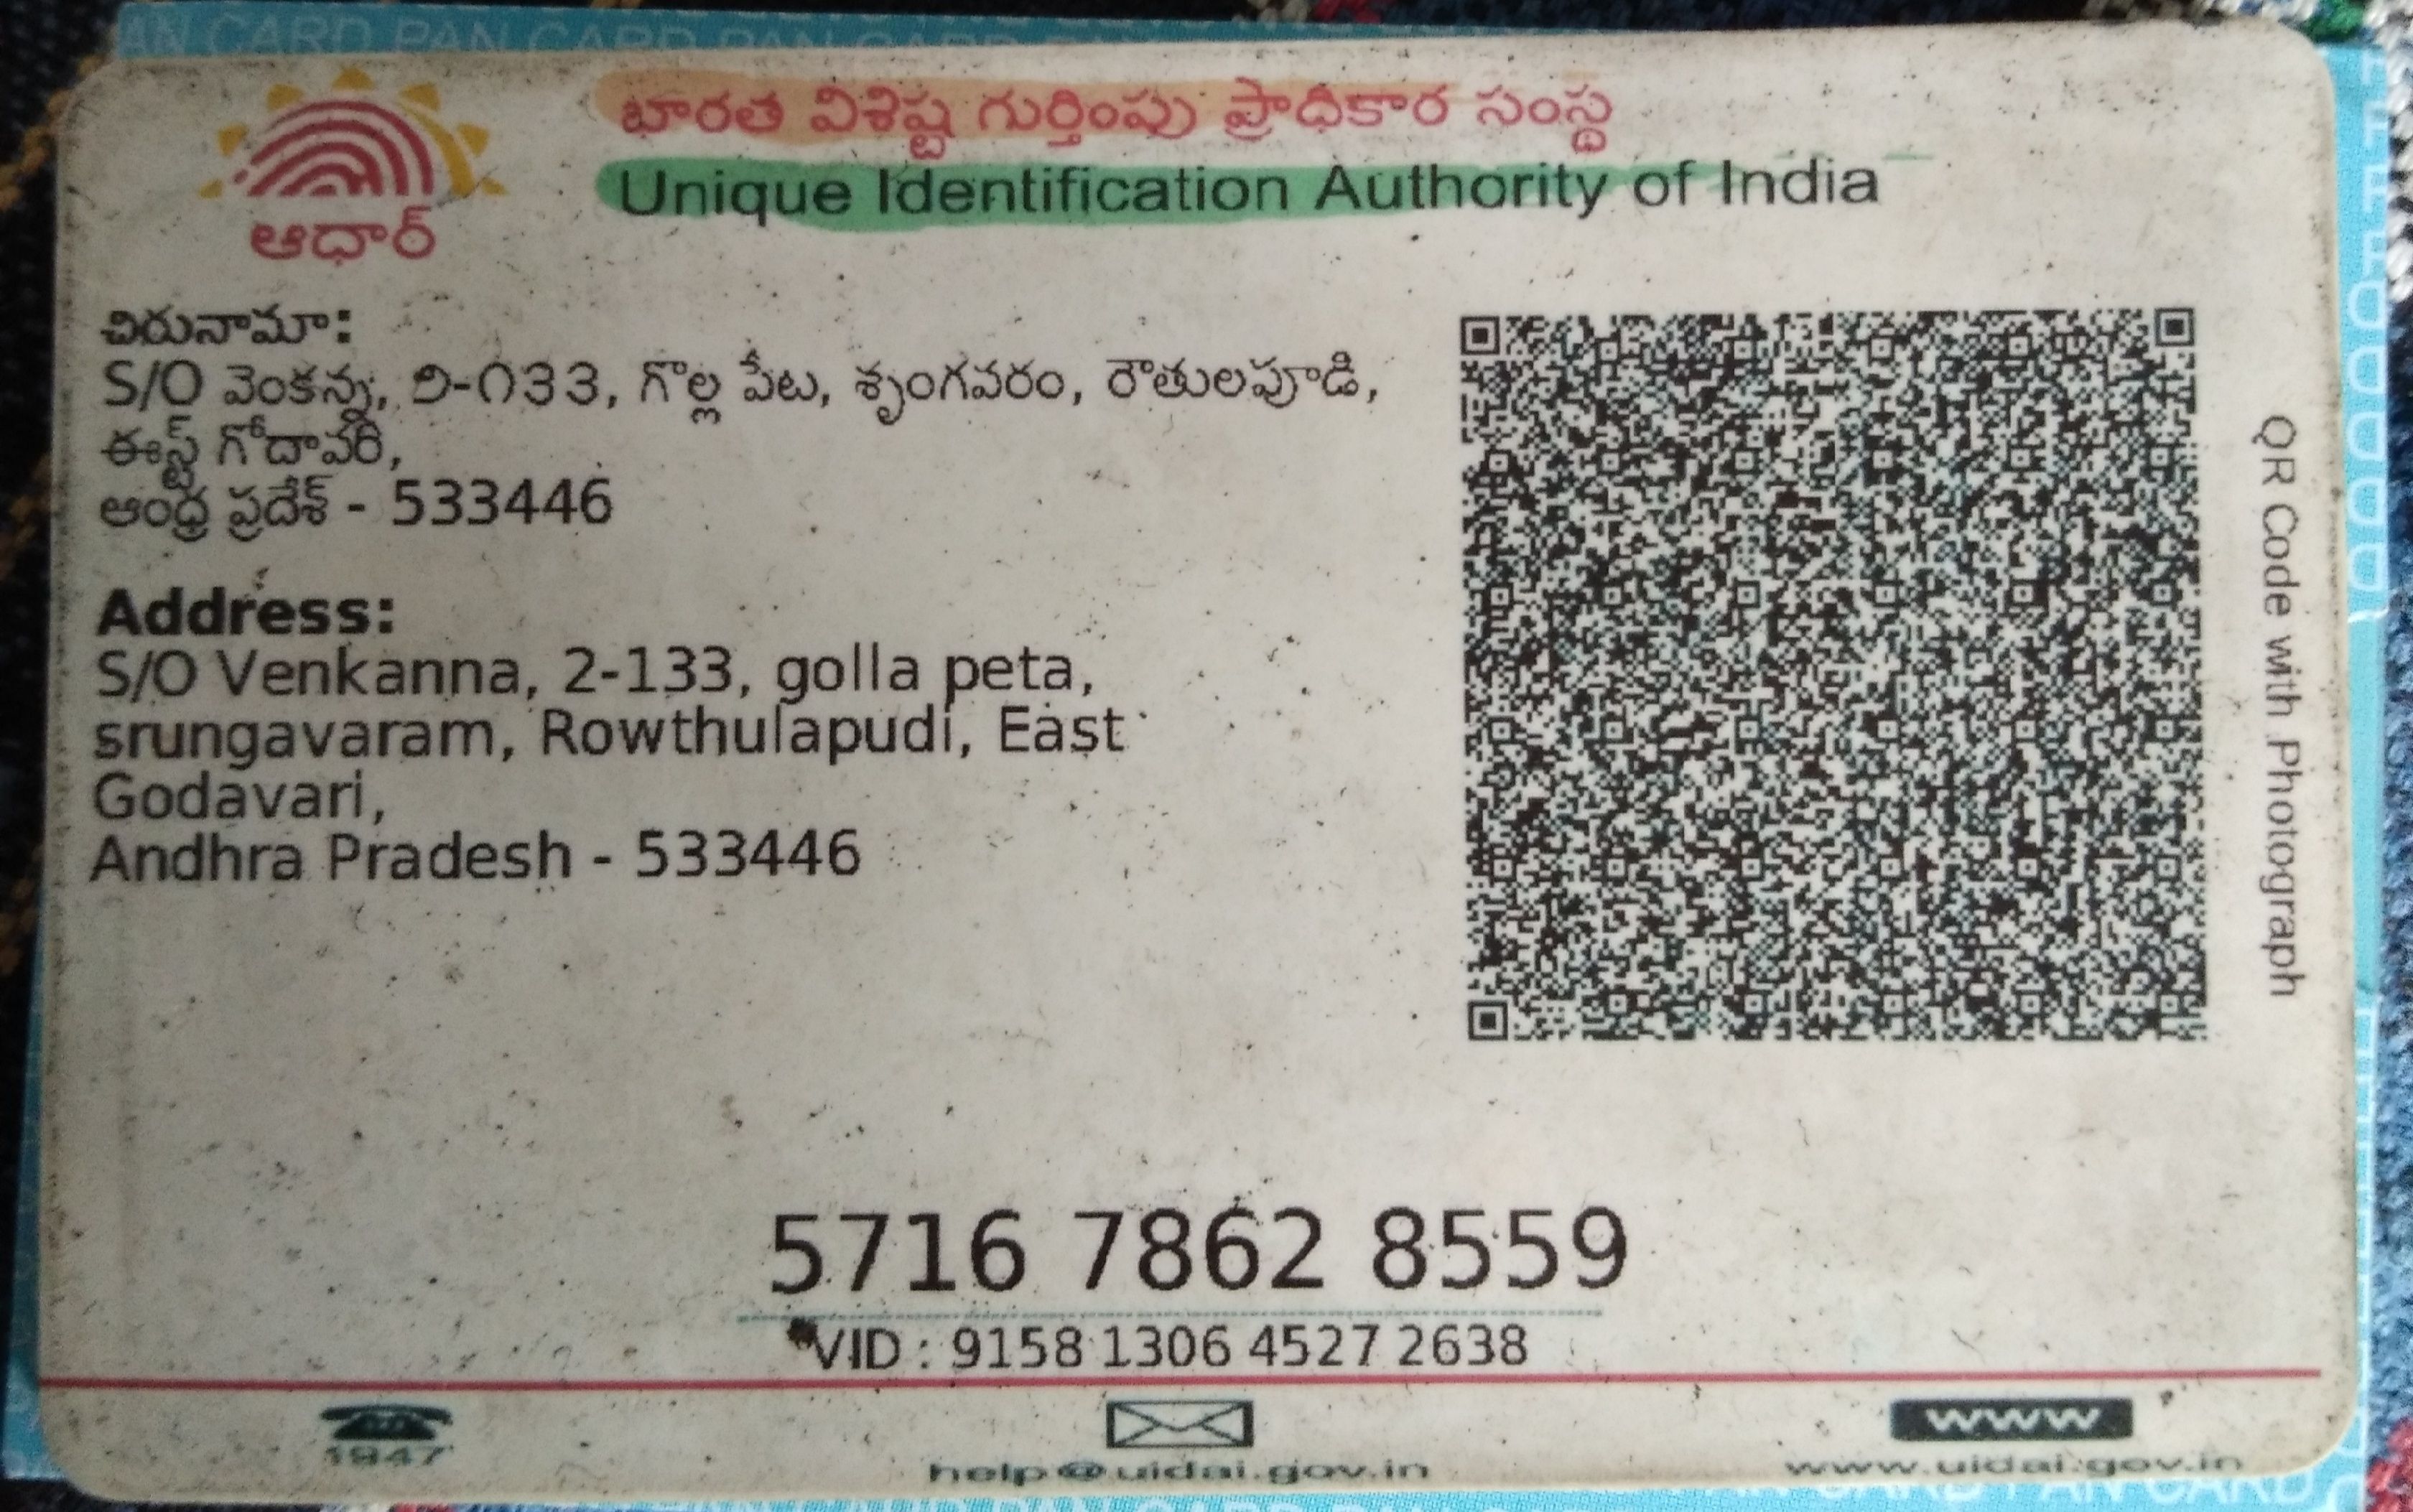 ఆధార్
భారత విశిష్ట గుర్తింపు ప్రాధికార సంస్థ
Unique Identification Authority of India
చిరునామా:
S/O వెంకన్న, ౨-౧33, గొల్ల పేట, శృంగవరం, రౌతులపూడి,
ఈస్ట్ గోదావరి,
ఆంధ్ర ప్రదేశ్ - 533446
Address:
S/O Venkanna, 2-133, golla peta,
srungavaram, Rowthulapudi, East
Godavari,
Andhra Pradesh - 533446
QR Code with Photograph
5716 7862 8559
VID : 9158 1306 4527 2638
1947
help@uidai.gov.in
www
www.uidai.gov.in